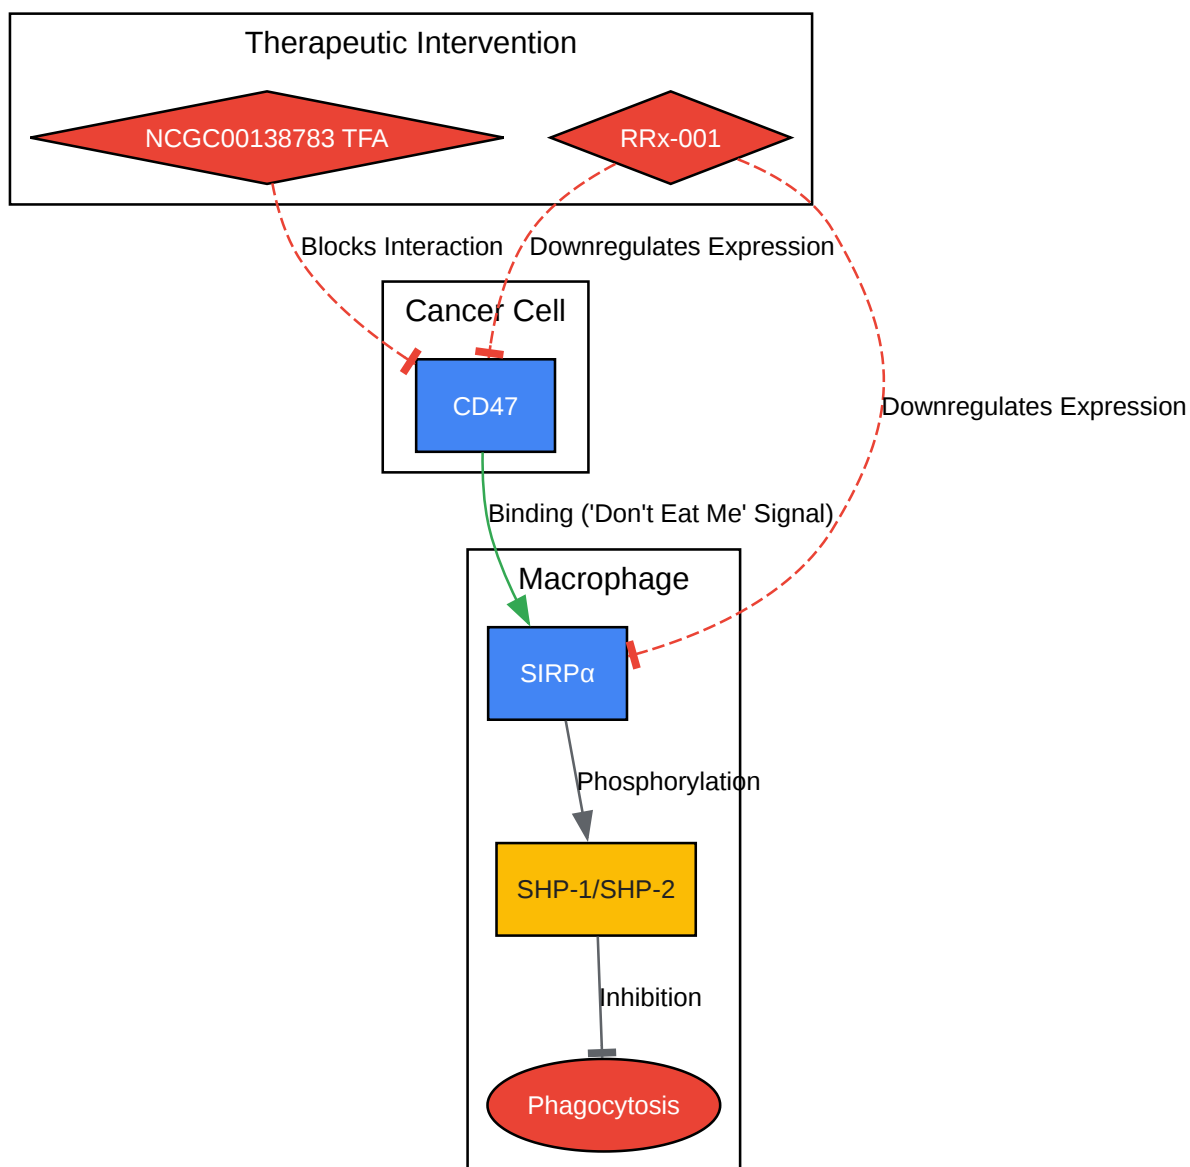 Therapeutic Intervention
NCGC00138783 TFA
RRx-001
Blocks Interaction
Downregulates Expression
Cancer Cell
CD47
Downregulates Expression
Binding ('Don't Eat Me' Signal)
Macrophage
SIRPα
Phosphorylation
SHP-1/SHP-2
Inhibition
Phagocytosis